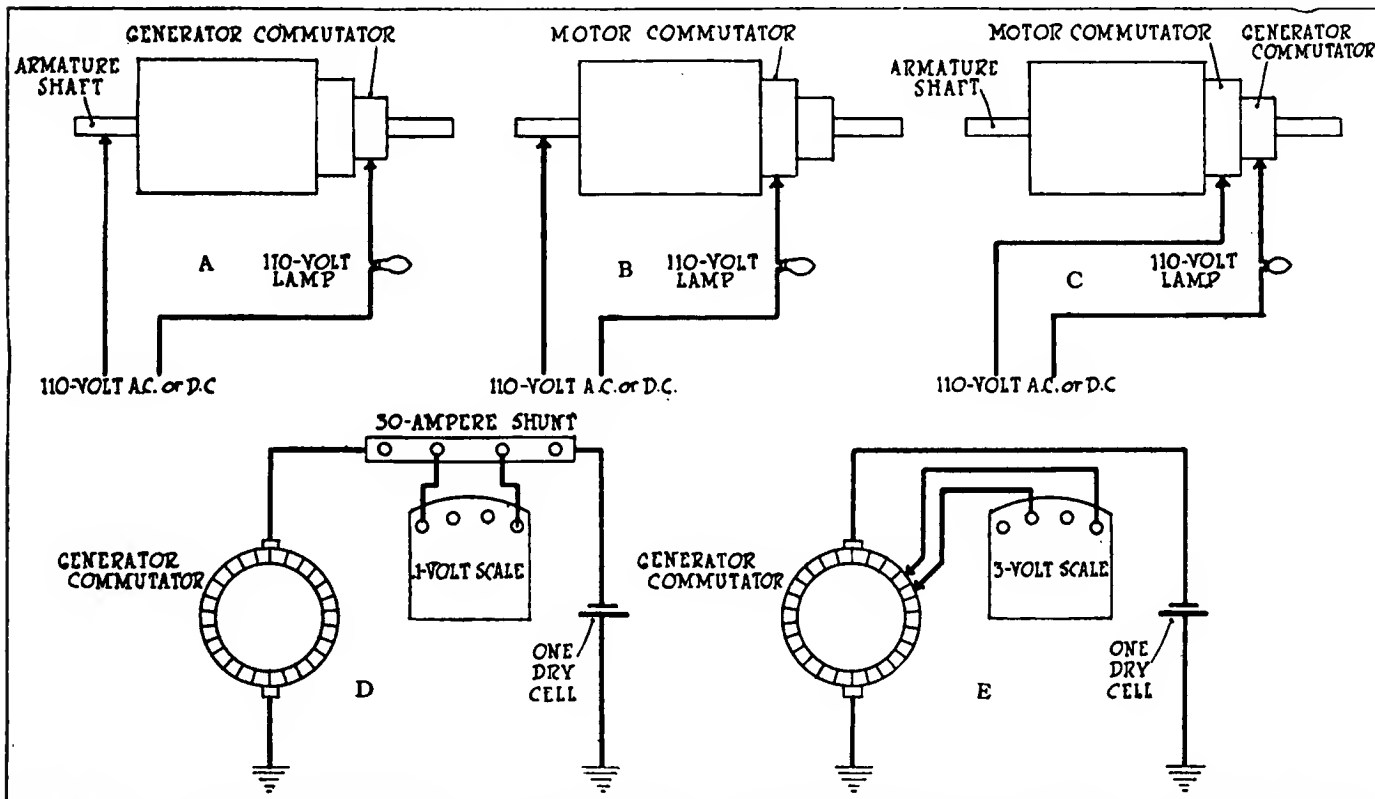 GENERATOR COMMUTATOR
ARMATURE
SHAFT
A
110-VOLT
LAMP
110-VOLT A.C. or D.C
MOTOR COMMUTATOR
B
110-VOLT
LAMP
110-VOLT A.C. or D.C.
MOTOR COMMUTATOR
GENERATOR
COMMUTATOR
ARMATURE
SHAFT
C
110-VOLT
LAMP
110-VOLT A.C. or D.C
30-AMPERE SHUNT
GENERATOR
COMMUTATOR
.1-VOLT SCALE
ONE
DRY
CELL
D
GENERATOR
COMMUTATOR
3-VOLT SCALE
ONE
DRY
CELL
E